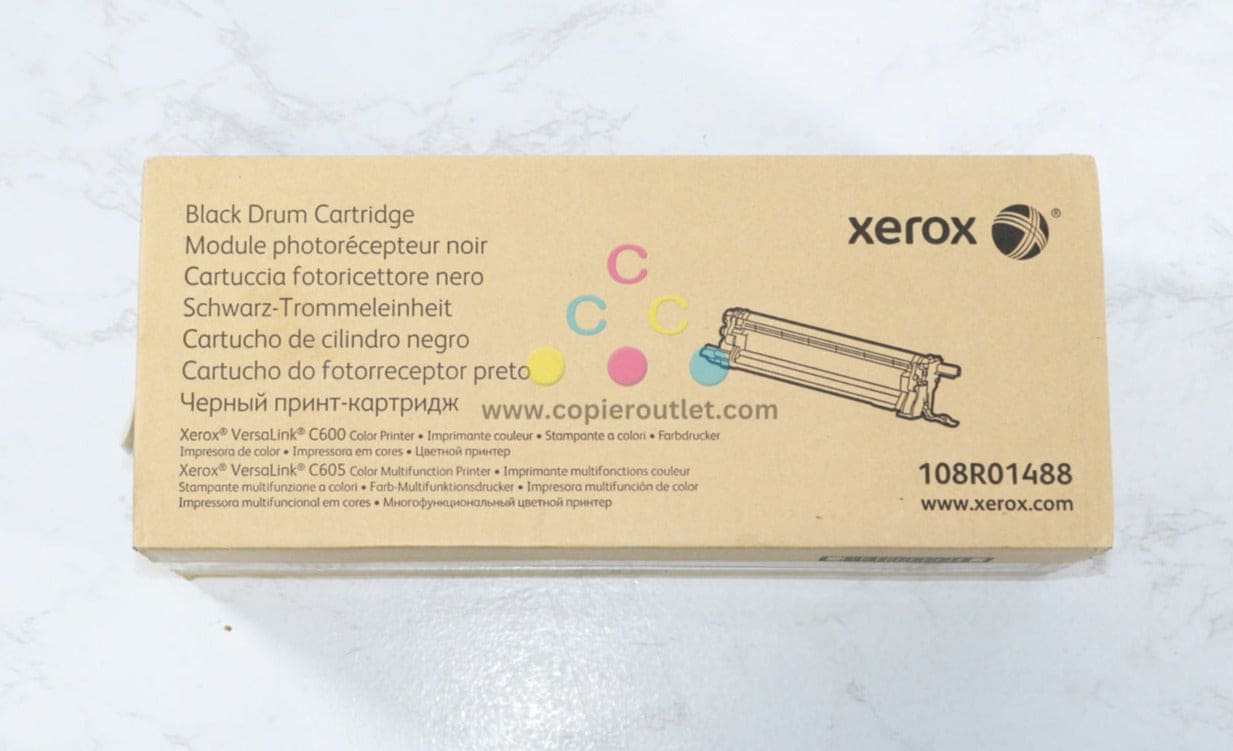 Black Drum Cartridge
Module photorécepteur noir
Cartuccia fotoricettore nero
Schwarz-Trommeleinheit
Cartucho de cilindro negro
Cartucho do fotorreceptor preto
Черный принт-картридж
Xerox® VersaLink® C600 Color Printer • Imprimante couleur • Stampante a colori • Farbdrucker
Impresora de color • Impressora em cores • Цветной принтер
Xerox® VersaLink® C605 Color Multifunction Printer • Imprimante multifonctions couleur
Stampante multifunzione a colori • Farb-Multifunktionsdrucker • Impresora multifunción de color
Impressora multifuncional em cores • Многофункциональный цветной принтер
xerox ®
C
C C
www.copieroutlet.com
108R01488
www.xerox.com